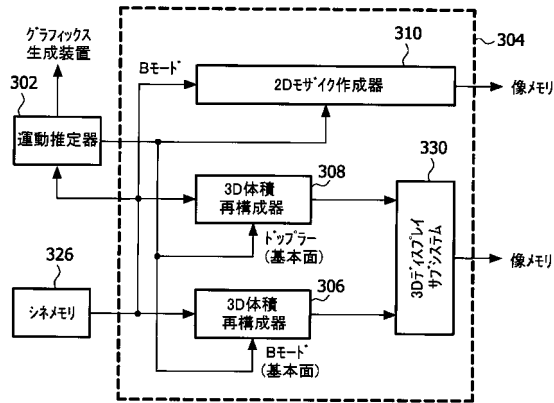 グラフィックス
生成装置
302
運動推定器
Bモード
310
2Dモザイク作成器
304
像メモリ
308
3D体積
再構成器
ドップラー
(基本面)
330
3Dディスプレイ
サブシステム
像メモリ
326
シネメモリ
306
3D体積
再構成器
Bモード
(基本面)